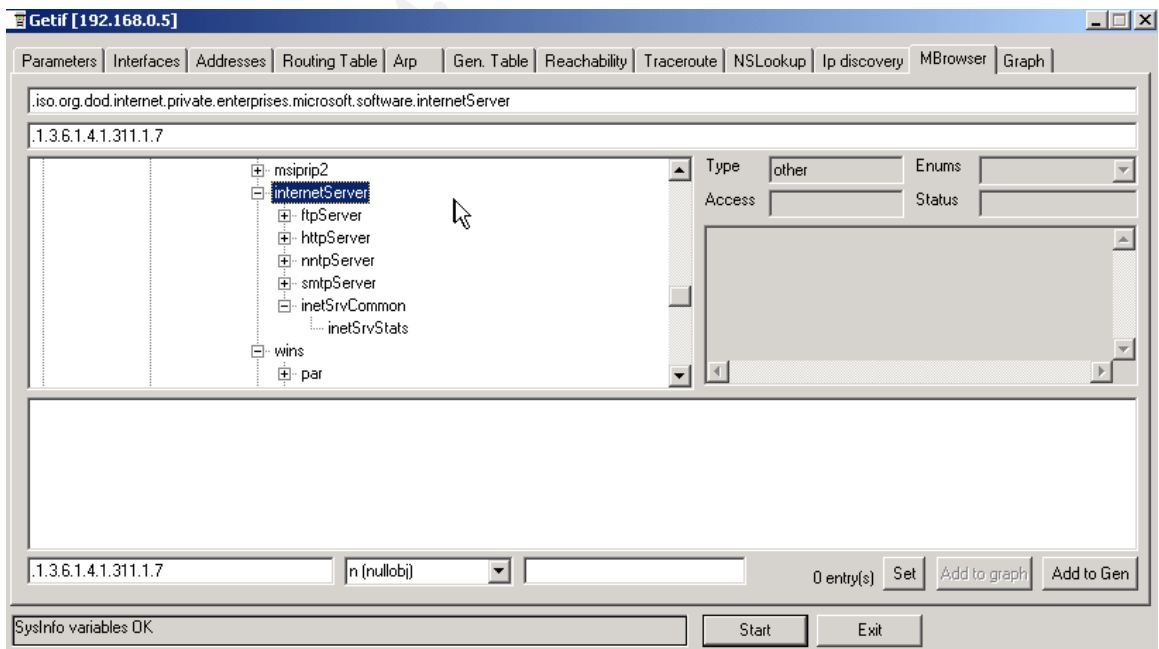 Getif [192.168.0.5]
Parameters Interfaces Addresses Routing Table Arp Gen. Table Reachability Traceroute NSLookup Ip discovery MBrowser Graph
.iso.org.dod.internet.private.enterprises.microsoft.software.internetServer
.1.3.6.1.4.1.311.1.7
msiprip2
internetServer
ftpServer
httpServer
nntpServer
smtpServer
inetSrvCommon
inetSrvStats
wins
par
Type other Enums
Access Status
.1.3.6.1.4.1.311.1.7 n (nullobj) 0 entry(s) Set Add to graph Add to Gen
SysInfo variables OK Start Exit